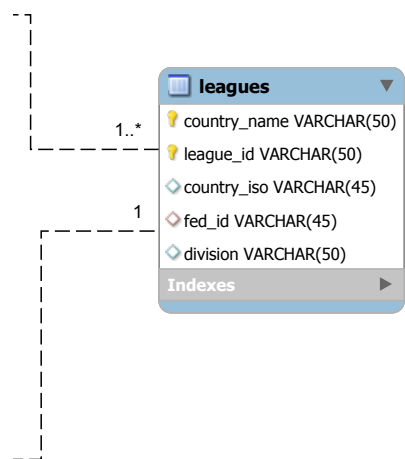 leagues
1..*
country_name VARCHAR(50)
league_id VARCHAR(50)
country_iso VARCHAR(45)
1
fed_id VARCHAR(45)
division VARCHAR(50)
Indexes